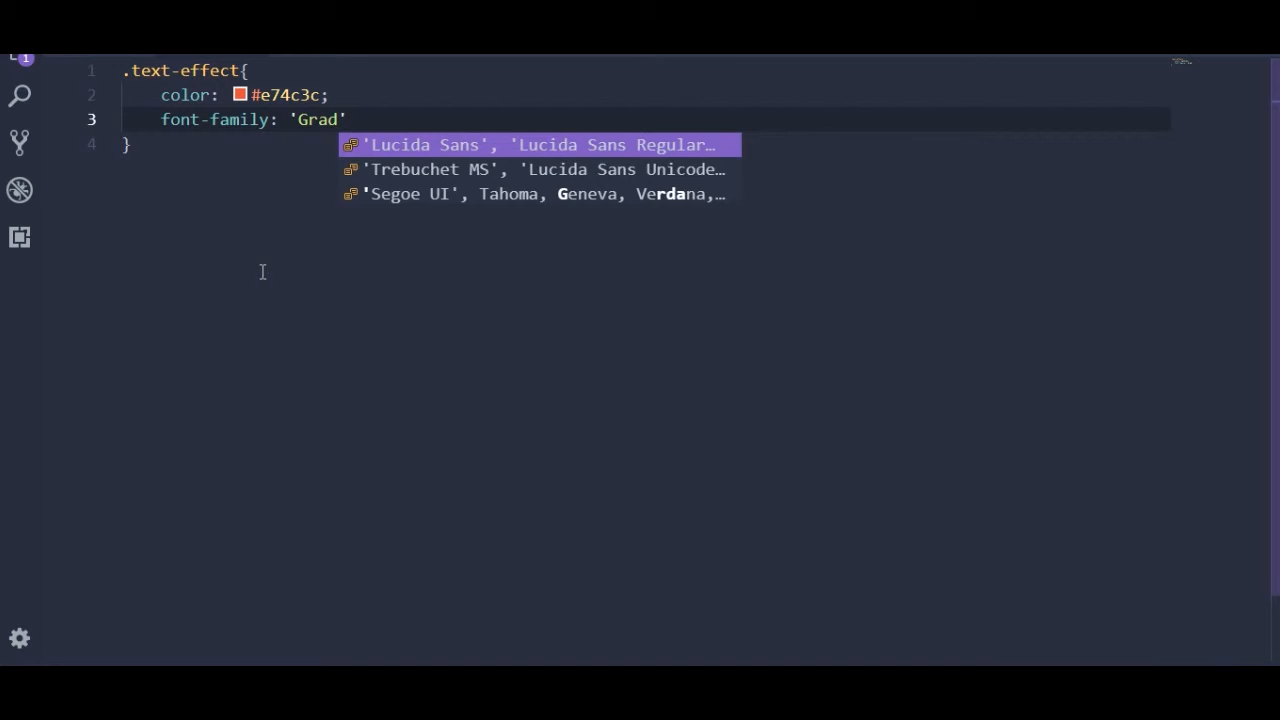 1
1 .text-effect{
2 color: #e74c3c;
3 font-family: 'Grad'
'Lucida Sans', 'Lucida Sans Regular…
4 }
'Trebuchet MS', 'Lucida Sans Unicode…
'Segoe UI', Tahoma, Geneva, Verdana,…